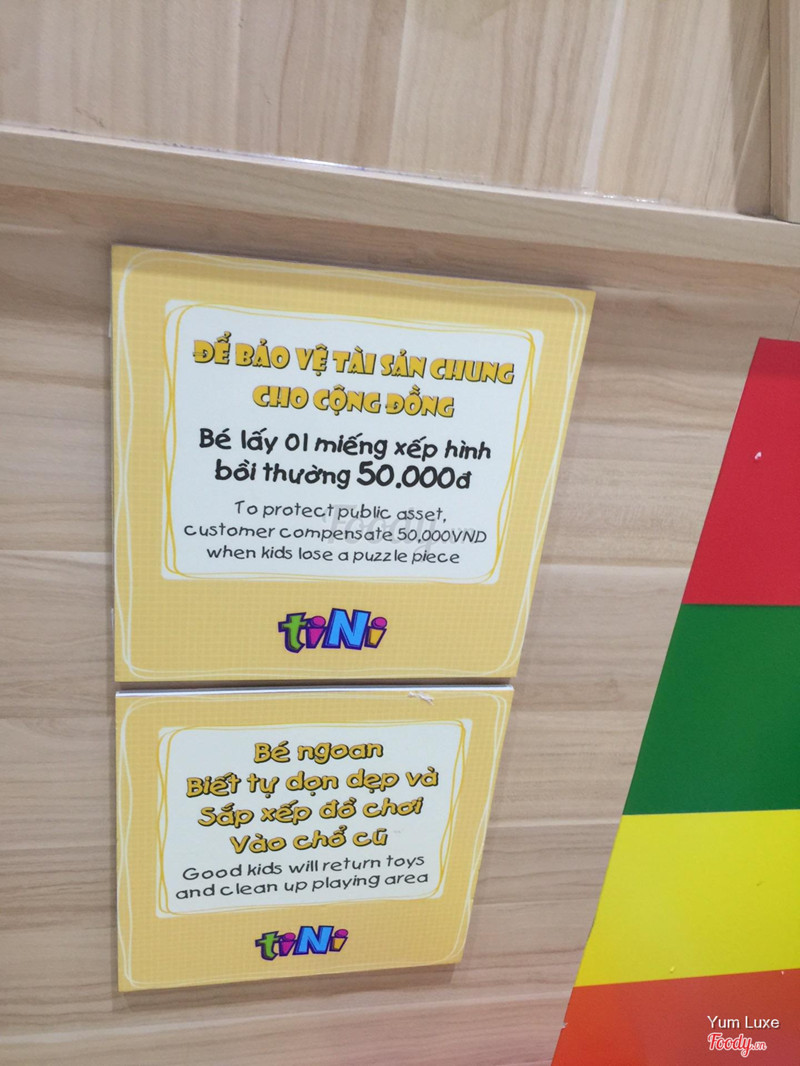 ĐỂ BẢO VỆ TÀI SẢN CHUNG
CHO CỘNG ĐỒNG
Bé lấy 01 miếng xếp hình
bồi thường 50.000đ
To protect public asset,
customer compensate 50,000VND
when kids lose a puzzle piece
tiNi
Bé ngoan
Biết tự dọn dẹp và
Sắp xếp đồ chơi
Vào chổ cũ
Good kids will return toys
and clean up playing area
tiNi
Yum Luxe
Foody.vn